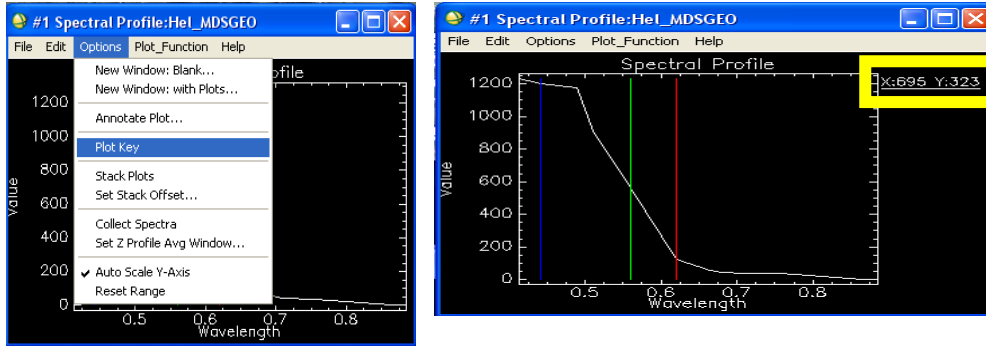 #1 Spectral Profile:Hel_MDSGEO
File Edit Options Plot_Function Help
New Window: Blank...
New Window: with Plots...
Annotate Plot...
Plot Key
Stack Plots
Set Stack Offset...
Collect Spectra
Set Z Profile Avg Window...
Auto Scale Y-Axis
Reset Range
ofile
1200
1000
800
600
400
200
0
Value
0.5 0.6 0.7 0.8
Wavelength
#1 Spectral Profile:Hel_MDSGEO
File Edit Options Plot_Function Help
Spectral Profile
X:695 Y:323
1200
1000
800
600
400
200
0
Value
0.5 0.6 0.7 0.8
Wavelength